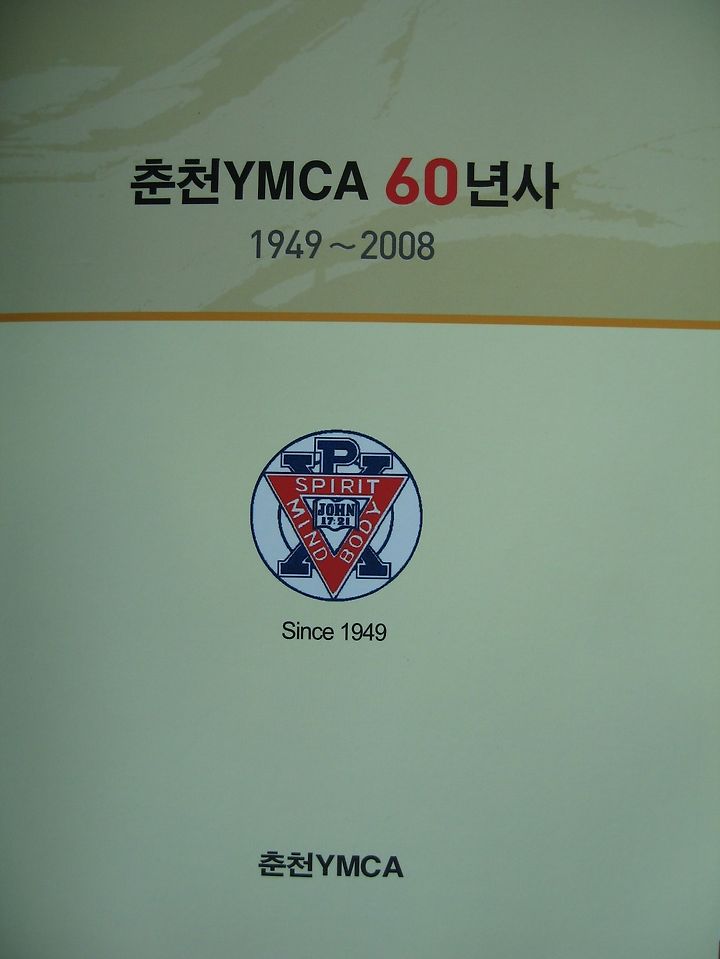 춘천YMCA 60년사
1949~2008
P
SPIRIT
MIND
BODY
JOHN
17:21
Since 1949
춘천YMCA